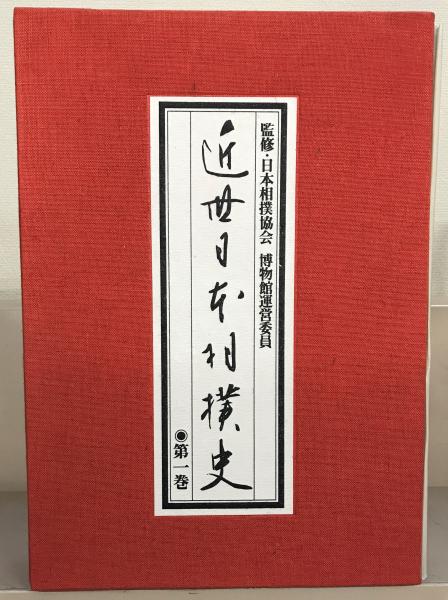 監修・日本相撲協会 博物館運営委員
近世日本相撲史
◉第一巻